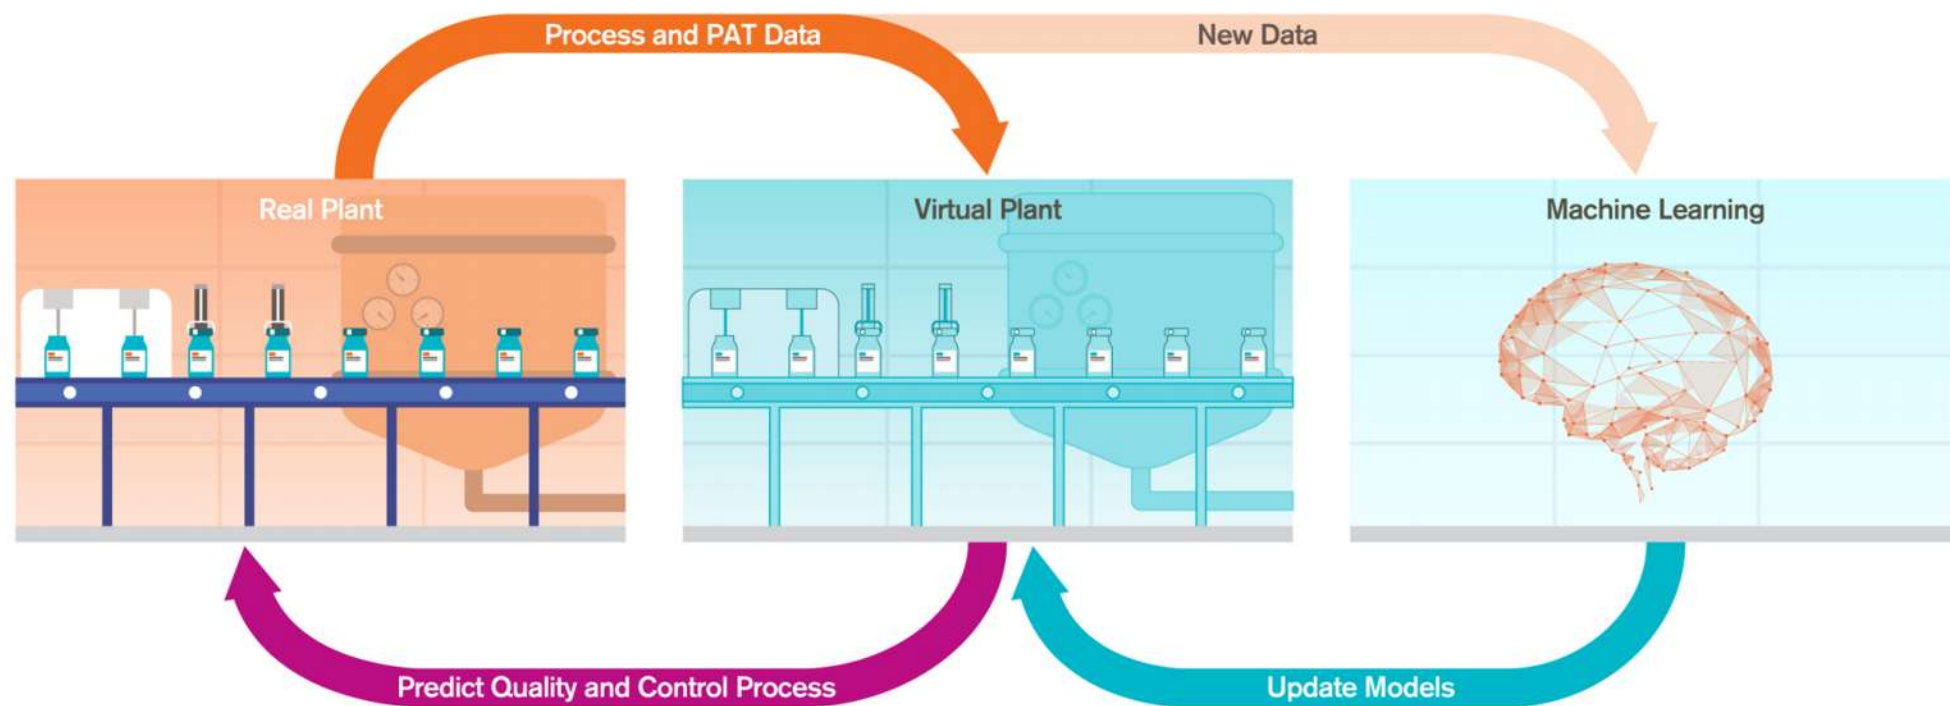 Process and PAT Data
New Data
Real Plant
Virtual Plant
Machine Learning
Predict Quality and Control Process
Update Models